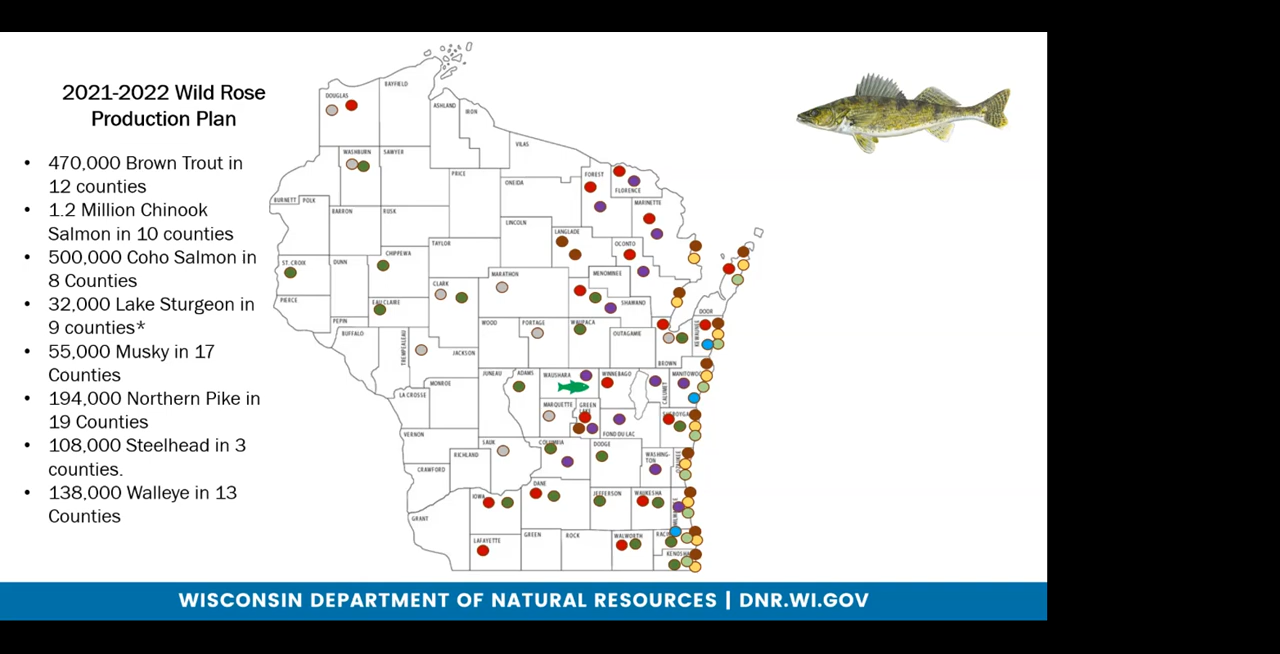 2021-2022 Wild Rose
Production Plan
• 470,000 Brown Trout in
12 counties
• 1.2 Million Chinook
Salmon in 10 counties
• 500,000 Coho Salmon in
8 Counties
• 32,000 Lake Sturgeon in
9 counties*
• 55,000 Musky in 17
Counties
• 194,000 Northern Pike in
19 Counties
• 108,000 Steelhead in 3
counties.
• 138,000 Walleye in 13
Counties
BAYFIELD
DOUGLAS
ASHLAND
IRON
VILAS
WASHBURN
SAWYER
PRICE
ONEIDA
FOREST
FLORENCE
MARINETTE
BURNETT
POLK
BARRON
RUSK
LINCOLN
LANGLADE
OCONTO
TAYLOR
CHIPPEWA
ST. CROIX
DUNN
CLARK
MARATHON
MENOMINEE
SHAWANO
DOOR
PIERCE
EAU CLAIRE
PEPIN
BUFFALO
TREMPEALEAU
JACKSON
WOOD
PORTAGE
WAUPACA
OUTAGAMIE
BROWN
KEWAUNEE
JUNEAU
ADAMS
WAUSHARA
WINNEBAGO
CALUMET
MANITOWOC
MONROE
LA CROSSE
MARQUETTE
GREEN
LAKE
FOND DU LAC
SHEBOYGAN
VERNON
SAUK
COLUMBIA
DODGE
WASHING-
TON
RICHLAND
CRAWFORD
IOWA
DANE
JEFFERSON
WAUKESHA
GRANT
LAFAYETTE
GREEN
ROCK
WALWORTH
KENOSHA
WISCONSIN DEPARTMENT OF NATURAL RESOURCES | DNR.WI.GOV